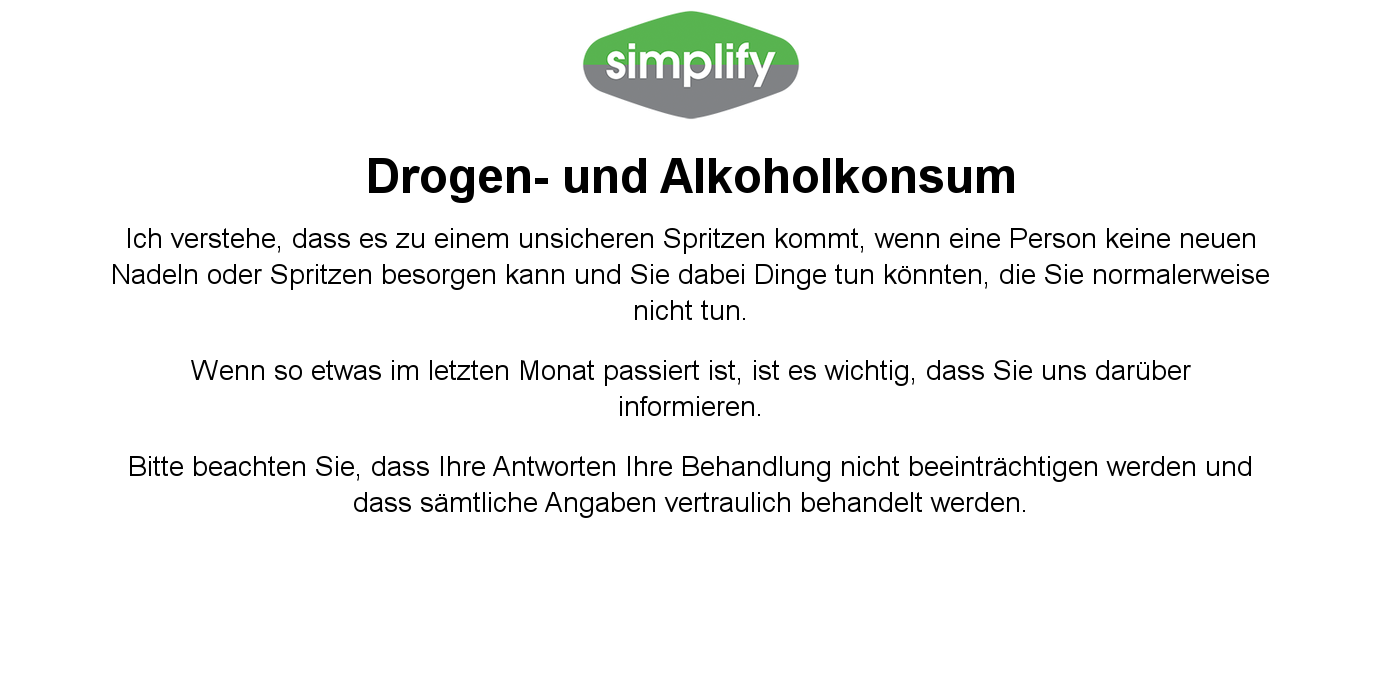 simplify
Drogen- und Alkoholkonsum
Ich verstehe, dass es zu einem unsicheren Spritzen kommt, wenn eine Person keine neuen
Nadeln oder Spritzen besorgen kann und Sie dabei Dinge tun könnten, die Sie normalerweise
nicht tun.
Wenn so etwas im letzten Monat passiert ist, ist es wichtig, dass Sie uns darüber
informieren.
Bitte beachten Sie, dass Ihre Antworten Ihre Behandlung nicht beeinträchtigen werden und
dass sämtliche Angaben vertraulich behandelt werden.